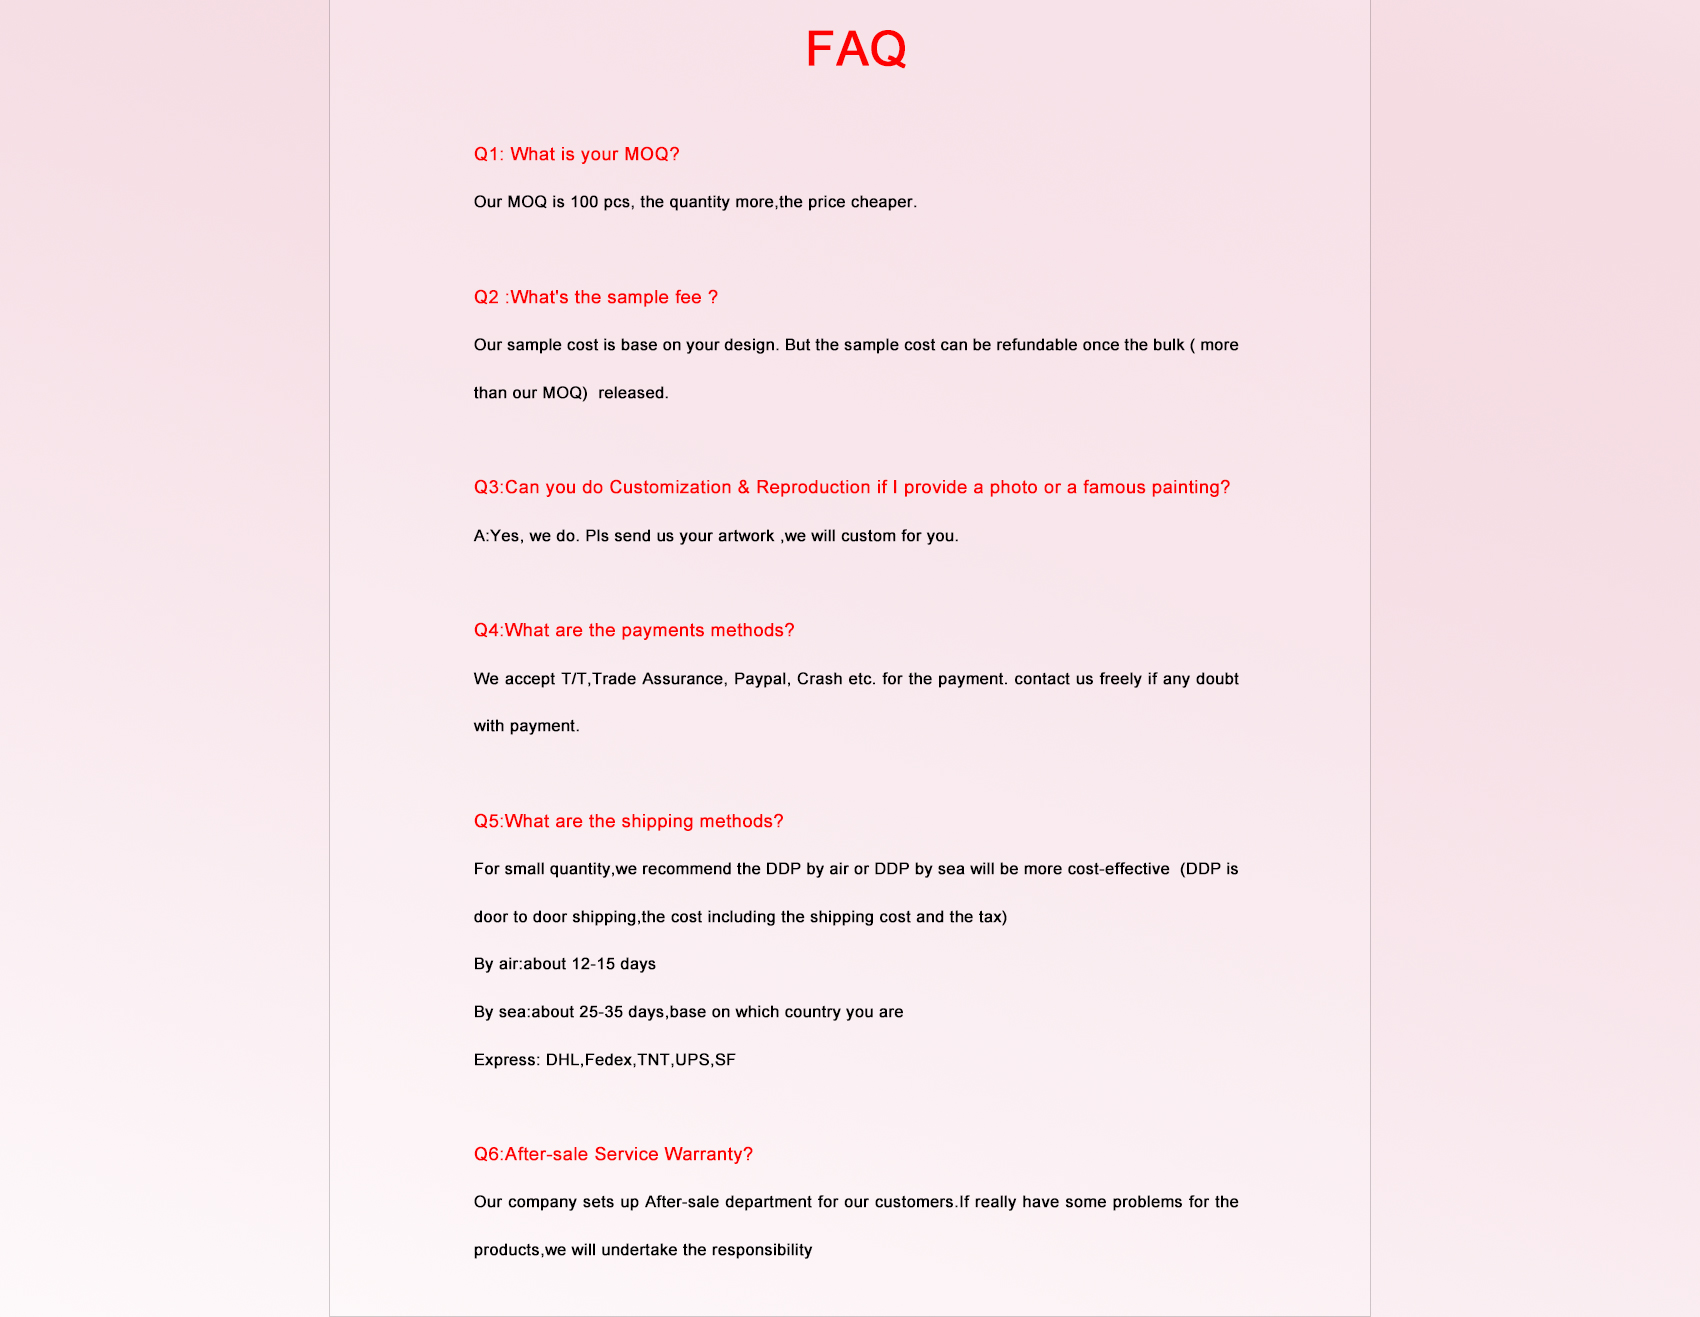 FAQ
Q1: What is your MOQ?
Our MOQ is 100 pcs, the quantity more,the price cheaper.
Q2 :What's the sample fee ?
Our sample cost is base on your design. But the sample cost can be refundable once the bulk ( more
than our MOQ)  released.
Q3:Can you do Customization & Reproduction if I provide a photo or a famous painting?
A:Yes, we do. Pls send us your artwork ,we will custom for you.
Q4:What are the payments methods?
We accept T/T,Trade Assurance, Paypal, Crash etc. for the payment. contact us freely if any doubt
with payment.
Q5:What are the shipping methods?
For small quantity,we recommend the DDP by air or DDP by sea will be more cost-effective  (DDP is
door to door shipping,the cost including the shipping cost and the tax)
By air:about 12-15 days
By sea:about 25-35 days,base on which country you are
Express: DHL,Fedex,TNT,UPS,SF
Q6:After-sale Service Warranty?
Our company sets up After-sale department for our customers.If really have some problems for the
products,we will undertake the responsibility